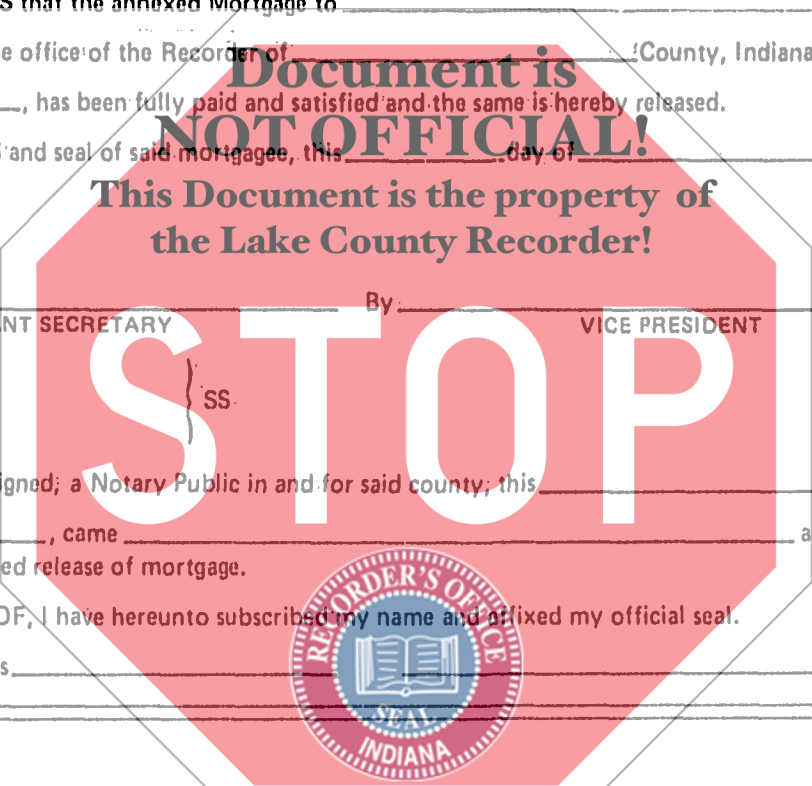 S that the annexed Mortgage to
e office of the Recorder of County, Indiana
Document is
, has been fully paid and satisfied and the same is hereby released.
NOT OFFICIAL!
and seal of said mortgagee, this day of
This Document is the property of
the Lake County Recorder!
By
NT SECRETARY VICE PRESIDENT
STOP
SS
igned, a Notary Public in and for said county, this
, came a
ed release of mortgage.
RECORDER'S OFFICE
OF, I have hereunto subscribed my name and affixed my official seal.
s
SEAL
INDIANA